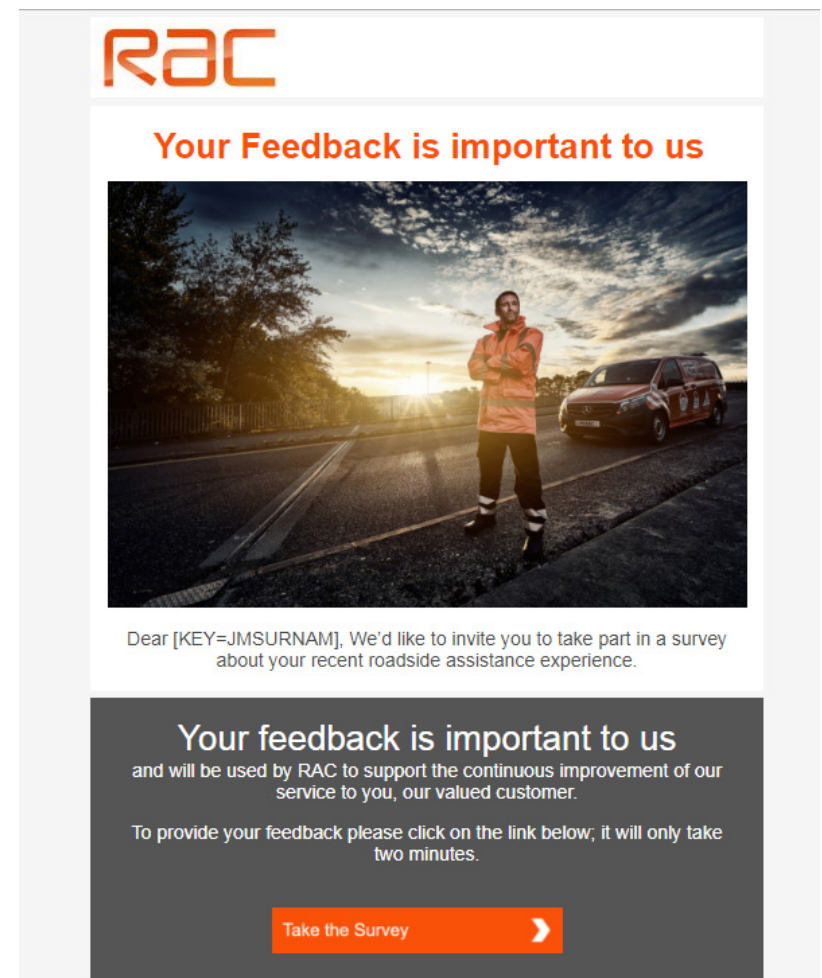 RAC
Your Feedback is important to us
Dear [KEY=JMSURNAM], We'd like to invite you to take part in a survey
about your recent roadside assistance experience.
Your feedback is important to us
and will be used by RAC to support the continuous improvement of our
service to you, our valued customer.
To provide your feedback please click on the link below; it will only take
two minutes.
Take the Survey